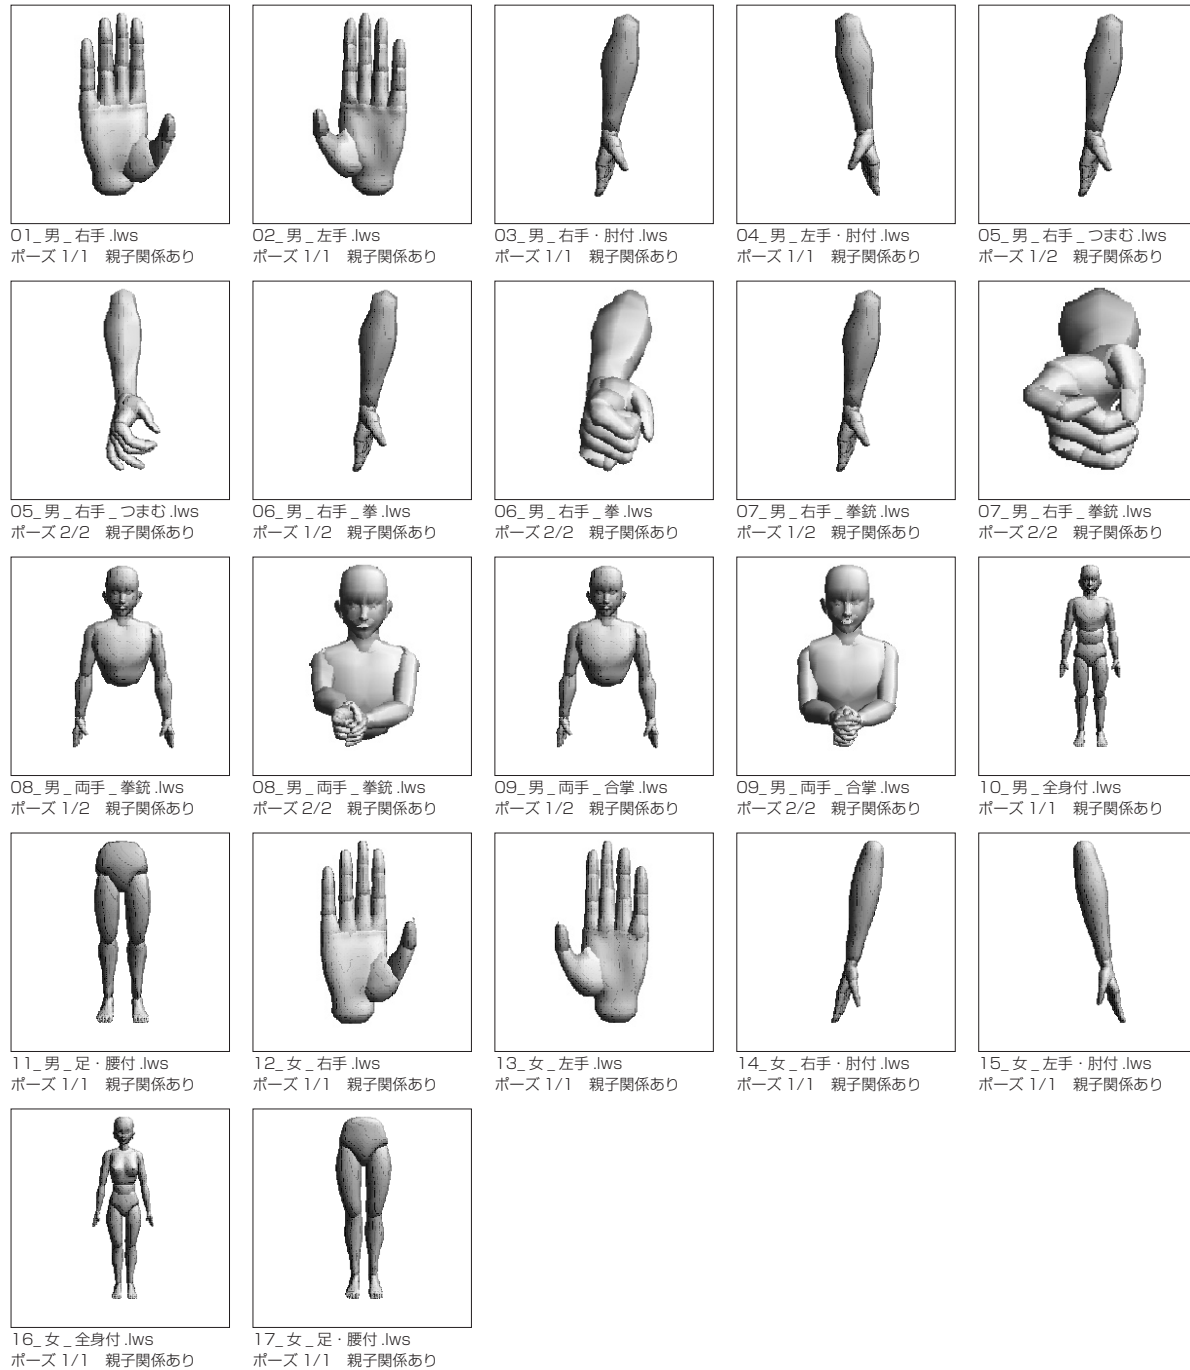 01_男_右手.lws
ポーズ 1/1　親子関係あり
02_男_左手.lws
ポーズ 1/1　親子関係あり
03_男_右手・肘付.lws
ポーズ 1/1　親子関係あり
04_男_左手・肘付.lws
ポーズ 1/1　親子関係あり
05_男_右手_つまむ.lws
ポーズ 1/2　親子関係あり
05_男_右手_つまむ.lws
ポーズ 2/2　親子関係あり
06_男_右手_拳.lws
ポーズ 1/2　親子関係あり
06_男_右手_拳.lws
ポーズ 2/2　親子関係あり
07_男_右手_拳銃.lws
ポーズ 1/2　親子関係あり
07_男_右手_拳銃.lws
ポーズ 2/2　親子関係あり
08_男_両手_拳銃.lws
ポーズ 1/2　親子関係あり
08_男_両手_拳銃.lws
ポーズ 2/2　親子関係あり
09_男_両手_合掌.lws
ポーズ 1/2　親子関係あり
09_男_両手_合掌.lws
ポーズ 2/2　親子関係あり
10_男_全身付.lws
ポーズ 1/1　親子関係あり
11_男_足・腰付.lws
ポーズ 1/1　親子関係あり
12_女_右手.lws
ポーズ 1/1　親子関係あり
13_女_左手.lws
ポーズ 1/1　親子関係あり
14_女_右手・肘付.lws
ポーズ 1/1　親子関係あり
15_女_左手・肘付.lws
ポーズ 1/1　親子関係あり
16_女_全身付.lws
ポーズ 1/1　親子関係あり
17_女_足・腰付.lws
ポーズ 1/1　親子関係あり